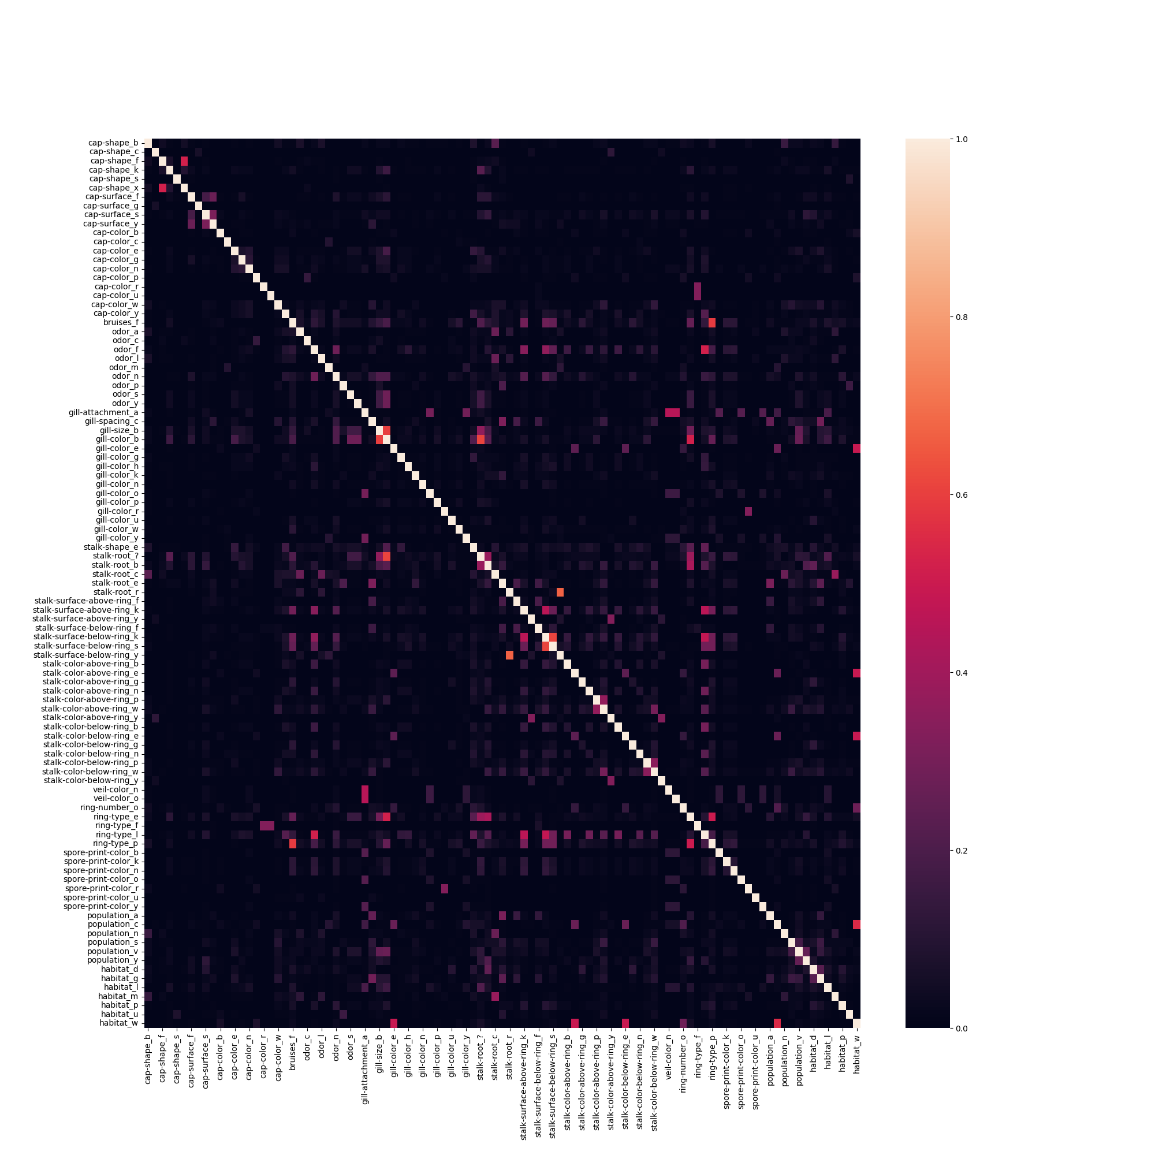 cap-shape_b
cap-shape_c
cap-shape_f
cap-shape_k
cap-shape_s
cap-shape_x
cap-surface_f
cap-surface_g
cap-surface_s
cap-surface_y
cap-color_b
cap-color_c
cap-color_e
cap-color_g
cap-color_n
cap-color_p
cap-color_r
cap-color_u
cap-color_w
cap-color_y
bruises_f
odor_a
odor_c
odor_f
odor_l
odor_m
odor_n
odor_p
odor_s
odor_y
gill-attachment_a
gill-spacing_c
gill-size_b
gill-color_b
gill-color_e
gill-color_g
gill-color_h
gill-color_k
gill-color_n
gill-color_o
gill-color_p
gill-color_r
gill-color_u
gill-color_w
gill-color_y
stalk-shape_e
stalk-root_?
stalk-root_b
stalk-root_c
stalk-root_e
stalk-root_r
stalk-surface-above-ring_f
stalk-surface-above-ring_k
stalk-surface-above-ring_y
stalk-surface-below-ring_f
stalk-surface-below-ring_k
stalk-surface-below-ring_s
stalk-surface-below-ring_y
stalk-color-above-ring_b
stalk-color-above-ring_e
stalk-color-above-ring_g
stalk-color-above-ring_n
stalk-color-above-ring_p
stalk-color-above-ring_w
stalk-color-above-ring_y
stalk-color-below-ring_b
stalk-color-below-ring_e
stalk-color-below-ring_g
stalk-color-below-ring_n
stalk-color-below-ring_p
stalk-color-below-ring_w
stalk-color-below-ring_y
veil-color_n
veil-color_o
ring-number_o
ring-type_e
ring-type_f
ring-type_l
ring-type_p
spore-print-color_b
spore-print-color_k
spore-print-color_n
spore-print-color_o
spore-print-color_r
spore-print-color_u
spore-print-color_y
population_a
population_c
population_n
population_s
population_v
population_y
habitat_d
habitat_g
habitat_l
habitat_m
habitat_p
habitat_u
habitat_w
cap-shape_b
cap-shape_f
cap-shape_s
cap-surface_f
cap-surface_s
cap-color_b
cap-color_e
cap-color_n
cap-color_r
cap-color_w
bruises_f
odor_c
odor_l
odor_n
odor_s
gill-attachment_a
gill-size_b
gill-color_e
gill-color_h
gill-color_n
gill-color_p
gill-color_u
gill-color_y
stalk-root_?
stalk-root_c
stalk-root_r
stalk-surface-above-ring_k
stalk-surface-below-ring_f
stalk-surface-below-ring_s
stalk-color-above-ring_b
stalk-color-above-ring_g
stalk-color-above-ring_p
stalk-color-above-ring_y
stalk-color-below-ring_e
stalk-color-below-ring_n
stalk-color-below-ring_w
veil-color_n
ring-number_o
ring-type_f
ring-type_p
spore-print-color_k
spore-print-color_o
spore-print-color_u
population_a
population_n
population_v
habitat_d
habitat_l
habitat_p
habitat_w
1.0
0.8
0.6
0.4
0.2
0.0